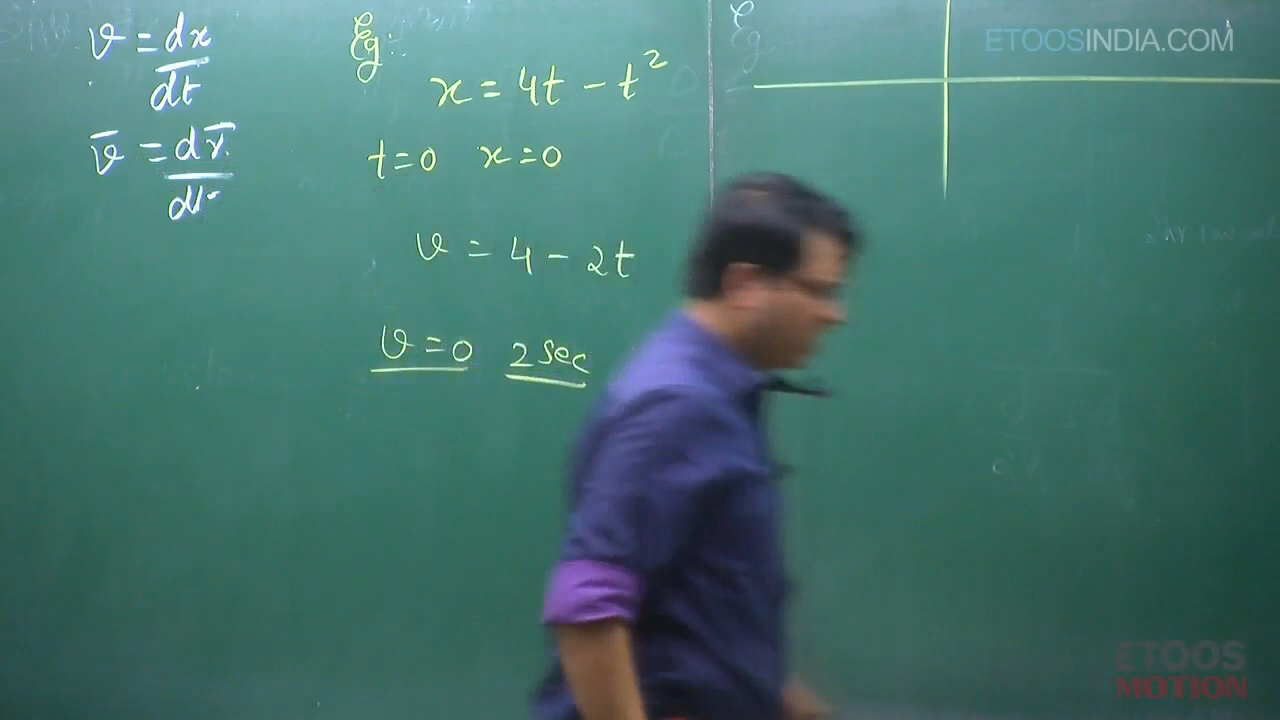 v = dx/dt
v̅ = dr̅/dt
Eg:
x = 4t - t²
t=0 x=0
v = 4 - 2t
v=0 2 sec
Eg
ETOOSINDIA.COM
ETOOS
MOTION